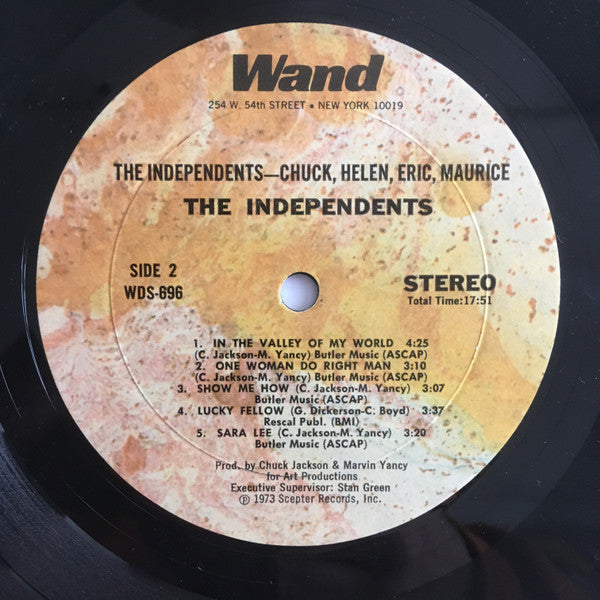 Wand
254 W. 54th STREET • NEW YORK 10019
THE INDEPENDENTS—CHUCK, HELEN, ERIC, MAURICE
THE INDEPENDENTS
SIDE 2
WDS-696
STEREO
Total Time:17:51
1. IN THE VALLEY OF MY WORLD 4:25
(C. Jackson-M. Yancy) Butler Music (ASCAP)
2. ONE WOMAN DO RIGHT MAN 3:10
(C. Jackson-M. Yancy) Butler Music (ASCAP)
3. SHOW ME HOW (C. Jackson-M. Yancy) 3:07
Butler Music (ASCAP)
4. LUCKY FELLOW (G. Dickerson-C. Boyd) 3:37
Rescal Publ. (BMI)
5. SARA LEE (C. Jackson-M. Yancy) 3:20
Butler Music (ASCAP)
Prod. by Chuck Jackson & Marvin Yancy
for Art Productions
Executive Supervisor: Stan Green
℗ 1973 Scepter Records, Inc.